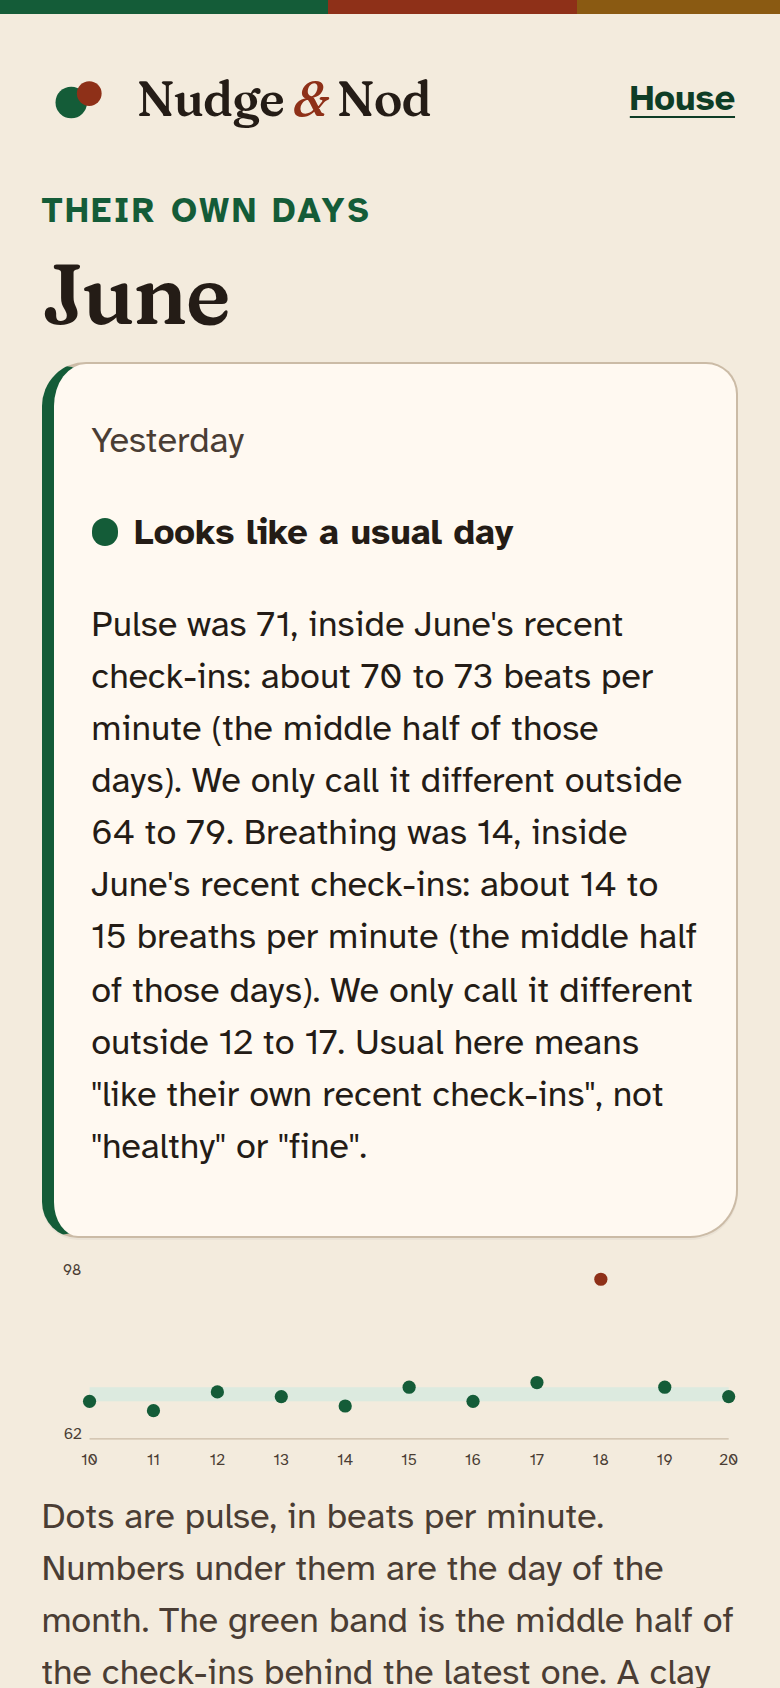 Nudge & Nod
House
THEIR OWN DAYS
June
Yesterday
Looks like a usual day
Pulse was 71, inside June's recent
check-ins: about 70 to 73 beats per
minute (the middle half of those
days). We only call it different outside
64 to 79. Breathing was 14, inside
June's recent check-ins: about 14 to
15 breaths per minute (the middle half
of those days). We only call it different
outside 12 to 17. Usual here means
"like their own recent check-ins", not
"healthy" or "fine".
98
62
10 11 12 13 14 15 16 17 18 19 20
Dots are pulse, in beats per minute.
Numbers under them are the day of the
month. The green band is the middle half of
the check-ins behind the latest one. A clay